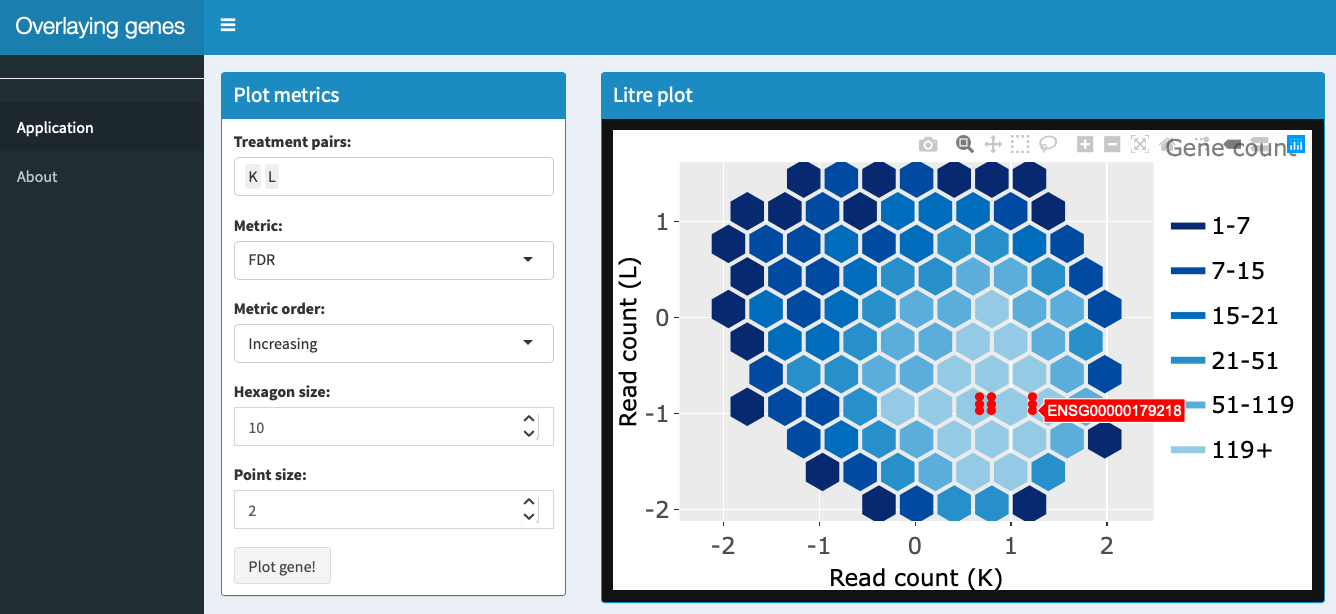 Overlaying genes
Application
About
Plot metrics
Treatment pairs:
K L
Metric:
FDR
Metric order:
Increasing
Hexagon size:
10
Point size:
2
Plot gene!
Litre plot
Gene count
1-7
7-15
15-21
21-51
51-119
119+
Read count (L)
1
0
-1
-2
ENSG00000179218
-2
-1
0
1
2
Read count (K)